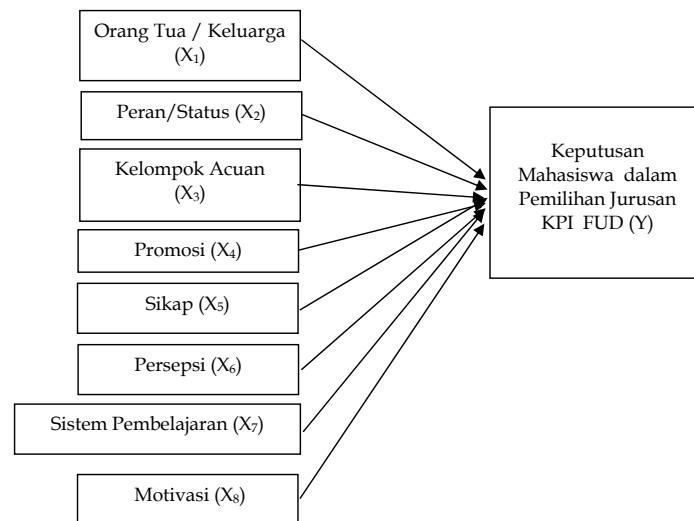 Orang Tua / Keluarga
(X₁)
Peran/Status (X₂)
Kelompok Acuan
(X₃)
Promosi (X₄)
Sikap (X₅)
Persepsi (X₆)
Sistem Pembelajaran (X₇)
Motivasi (X₈)
Keputusan
Mahasiswa dalam
Pemilihan Jurusan
KPI FUD (Y)